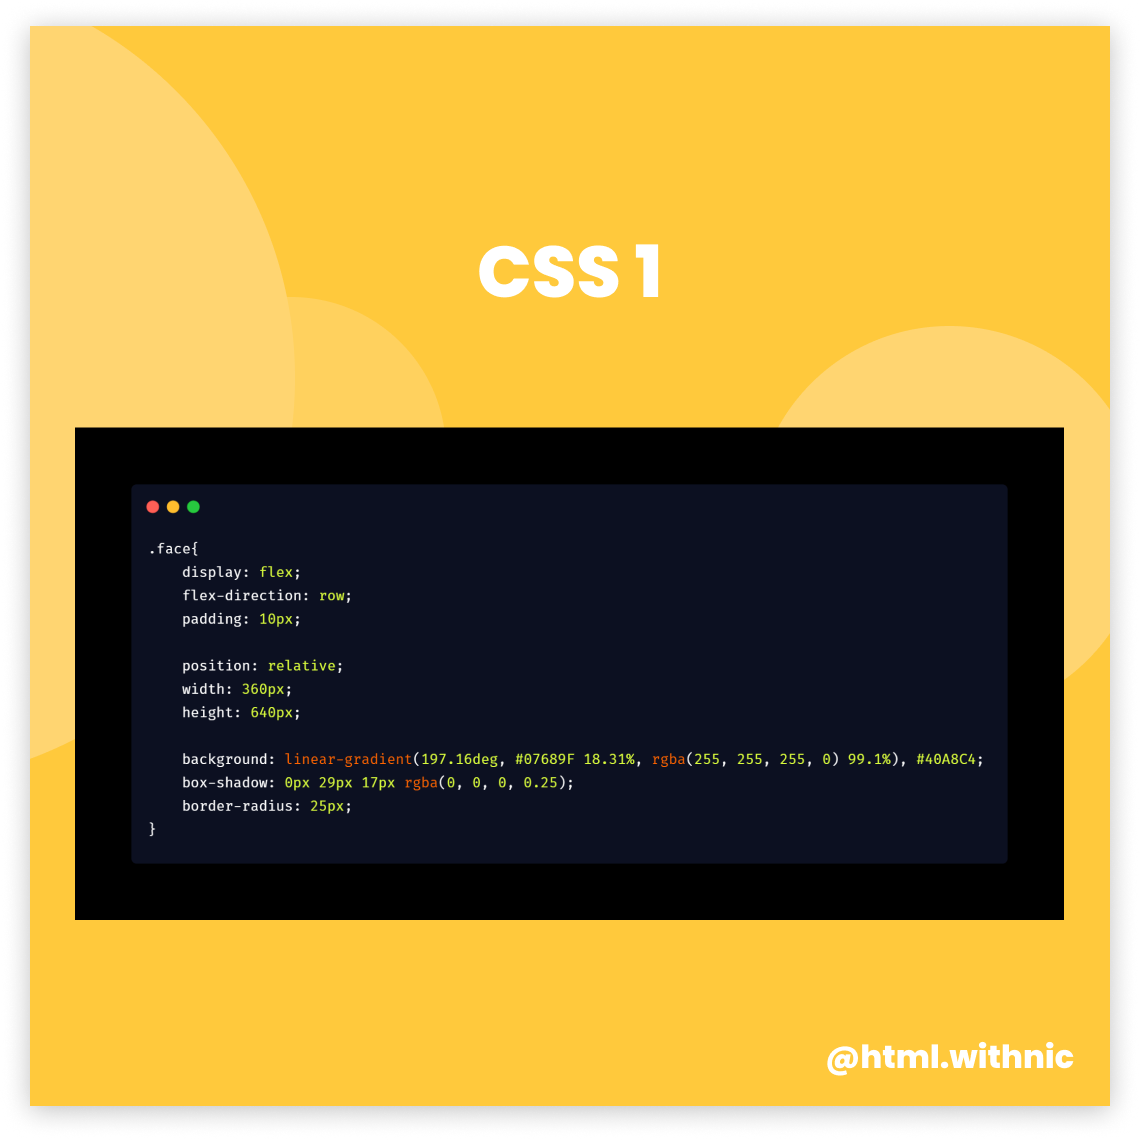 CSS 1
.face{
    display: flex;
    flex-direction: row;
    padding: 10px;

    position: relative;
    width: 360px;
    height: 640px;

    background: linear-gradient(197.16deg, #07689F 18.31%, rgba(255, 255, 255, 0) 99.1%), #40A8C4;
    box-shadow: 0px 29px 17px rgba(0, 0, 0, 0.25);
    border-radius: 25px;
}
@html.withnic